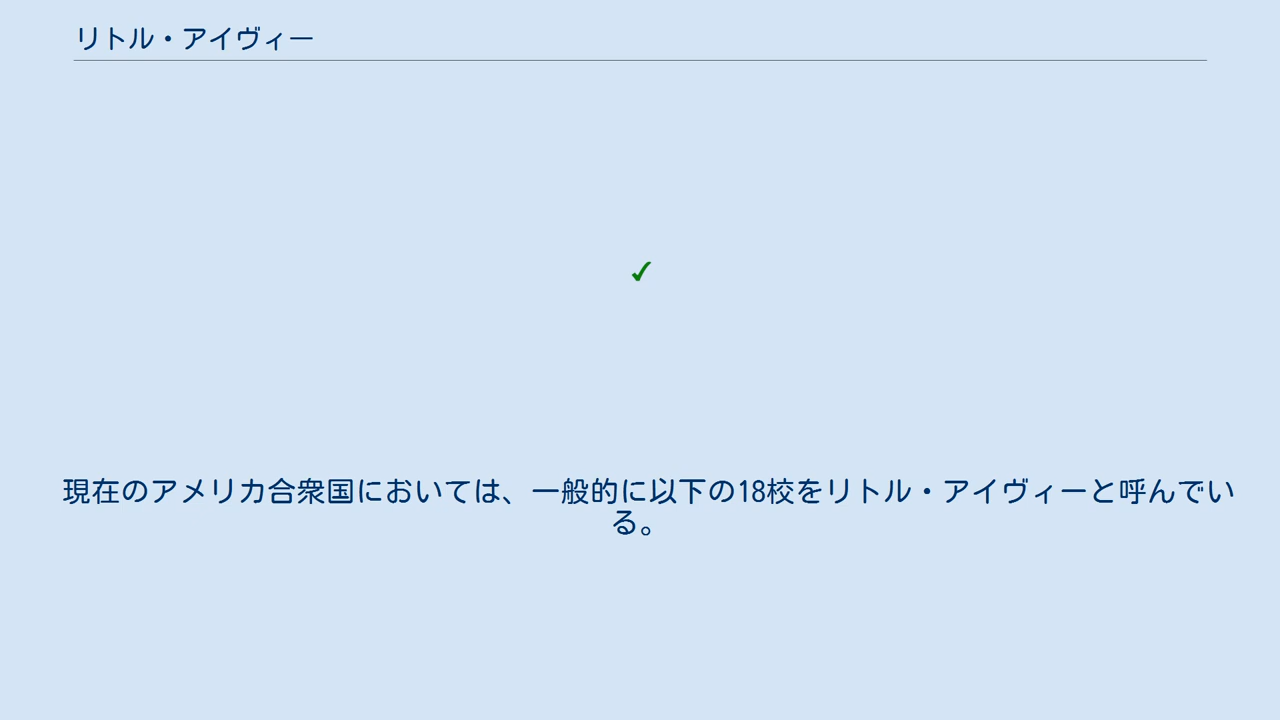 リトル・アイヴィー
✓
現在のアメリカ合衆国においては、一般的に以下の18校をリトル・アイヴィーと呼んでい
る。